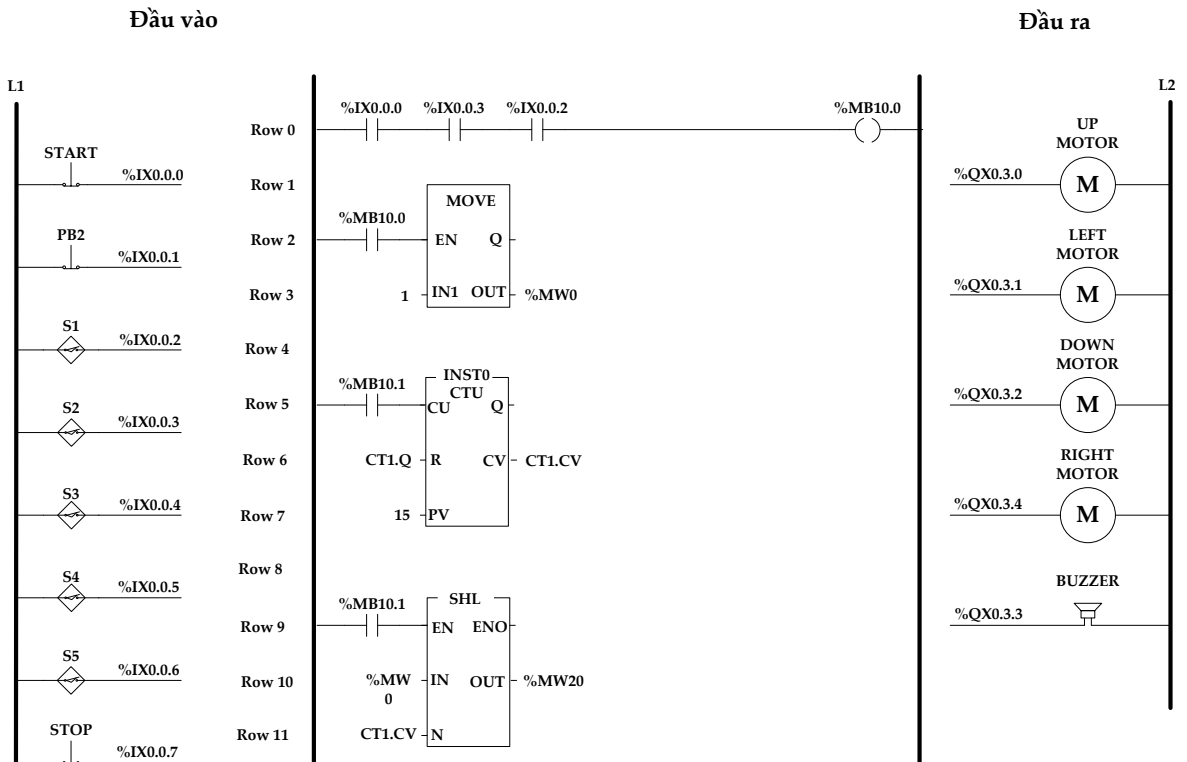 Đầu vào
Đầu ra
L1
L2
%IX0.0.0 %IX0.0.3 %IX0.0.2 %MB10.0
Row 0
UP
MOTOR
START
%IX0.0.0
Row 1
%QX0.3.0
M
MOVE
%MB10.0
PB2
%IX0.0.1
Row 2
EN Q
LEFT
MOTOR
%QX0.3.1
M
Row 3
1 IN1 OUT %MW0
S1
%IX0.0.2
Row 4
DOWN
MOTOR
%QX0.3.2
M
INST0
CTU
%MB10.1
CU Q
S2
%IX0.0.3
Row 5
Row 6
CT1.Q R CV CT1.CV
RIGHT
MOTOR
%QX0.3.4
M
S3
%IX0.0.4
Row 7
15 PV
Row 8
S4
%IX0.0.5
BUZZER
%QX0.3.3
%MB10.1
SHL
Row 9
EN ENO
S5
%IX0.0.6
Row 10
%MW
0
IN OUT %MW20
STOP
%IX0.0.7
Row 11
CT1.CV N